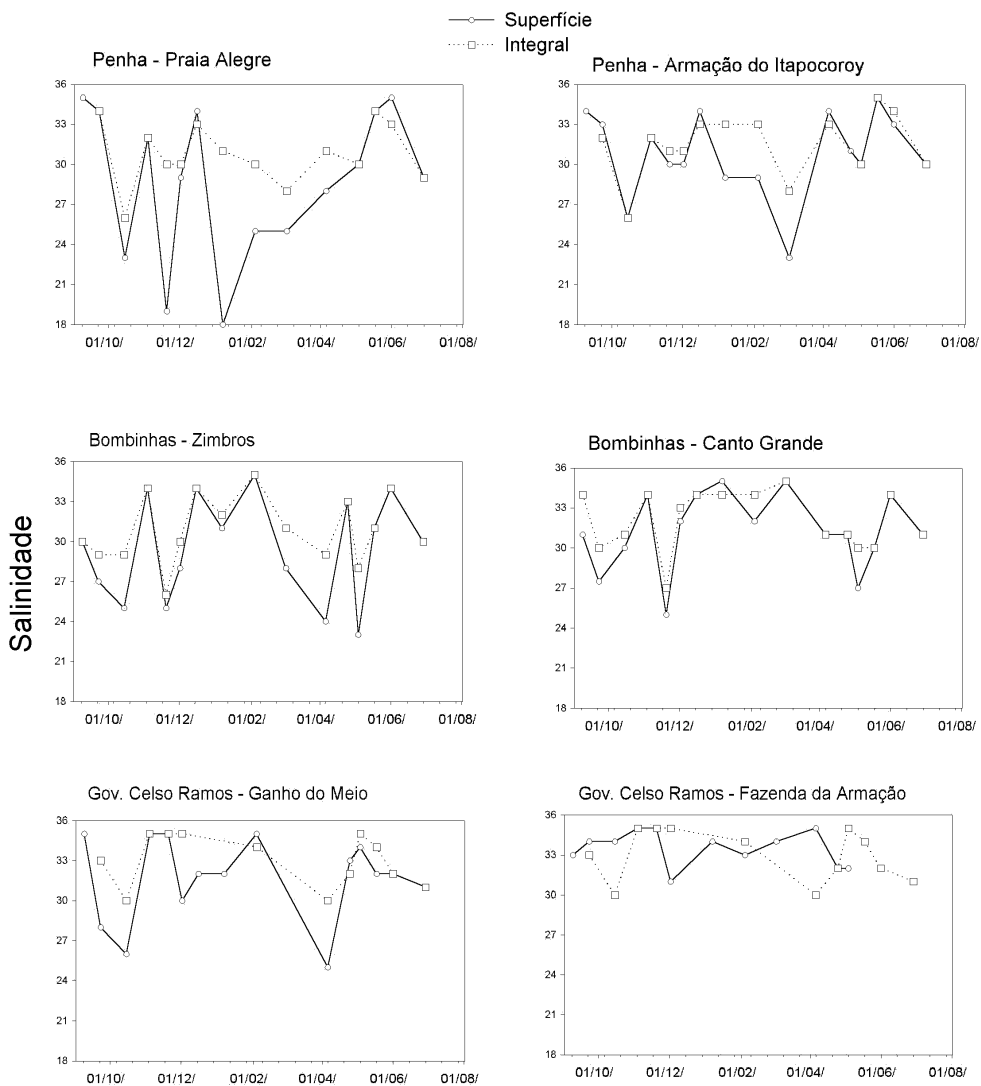 Superfície
Integral
Penha - Praia Alegre
Penha - Armação do Itapocoroy
36
33
30
27
24
21
18
01/10/ 01/12/ 01/02/ 01/04/ 01/06/ 01/08/
36
33
30
27
24
21
18
01/10/ 01/12/ 01/02/ 01/04/ 01/06/ 01/08/
Salinidade
Bombinhas - Zimbros
Bombinhas - Canto Grande
36
33
30
27
24
21
18
01/10/ 01/12/ 01/02/ 01/04/ 01/06/ 01/08/
36
33
30
27
24
21
18
01/10/ 01/12/ 01/02/ 01/04/ 01/06/ 01/08/
Gov. Celso Ramos - Ganho do Meio
Gov. Celso Ramos - Fazenda da Armação
36
33
30
27
24
21
18
01/10/ 01/12/ 01/02/ 01/04/ 01/06/ 01/08/
36
33
30
27
24
21
18
01/10/ 01/12/ 01/02/ 01/04/ 01/06/ 01/08/